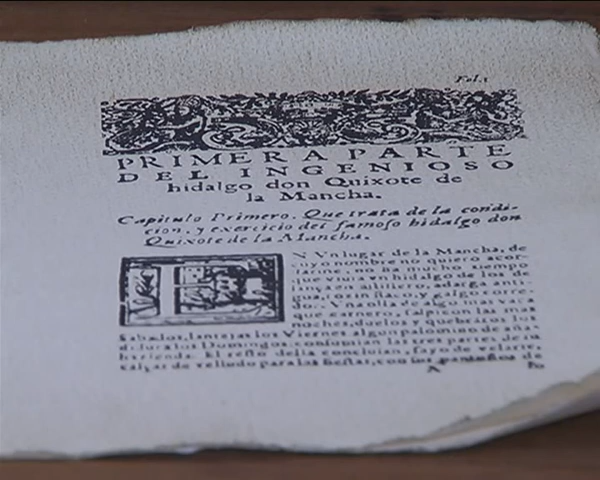 Fol.1
PRIMERA PARTE
DEL INGENIOSO
hidalgo don Quixote de
la Mancha.
Capitulo Primero. Que trata de la condi-
cion, y exercicio del famoso hidalgo don
Quixote de la Mancha.
N Vn lugar de la Mancha, de
cuyo nombre no quiero acor-
darme, no ha mucho tiempo
que viuia vn hidalgo de los de
lança en astillero, adarga anti-
gua, rozin flaco, y galgo corre-
dor. Vna olla de algo mas vaca
que carnero, salpicon las mas
noches, duelos y quebrãtos los
Sabados, lantejas los Viernes, algun palomino de aña-
didura los Domingos: consumian las tres partes de su
hazienda. El resto della concluian, sayo de velarte,
calças de velludo para las fiestas, con sus pantuflos de
A